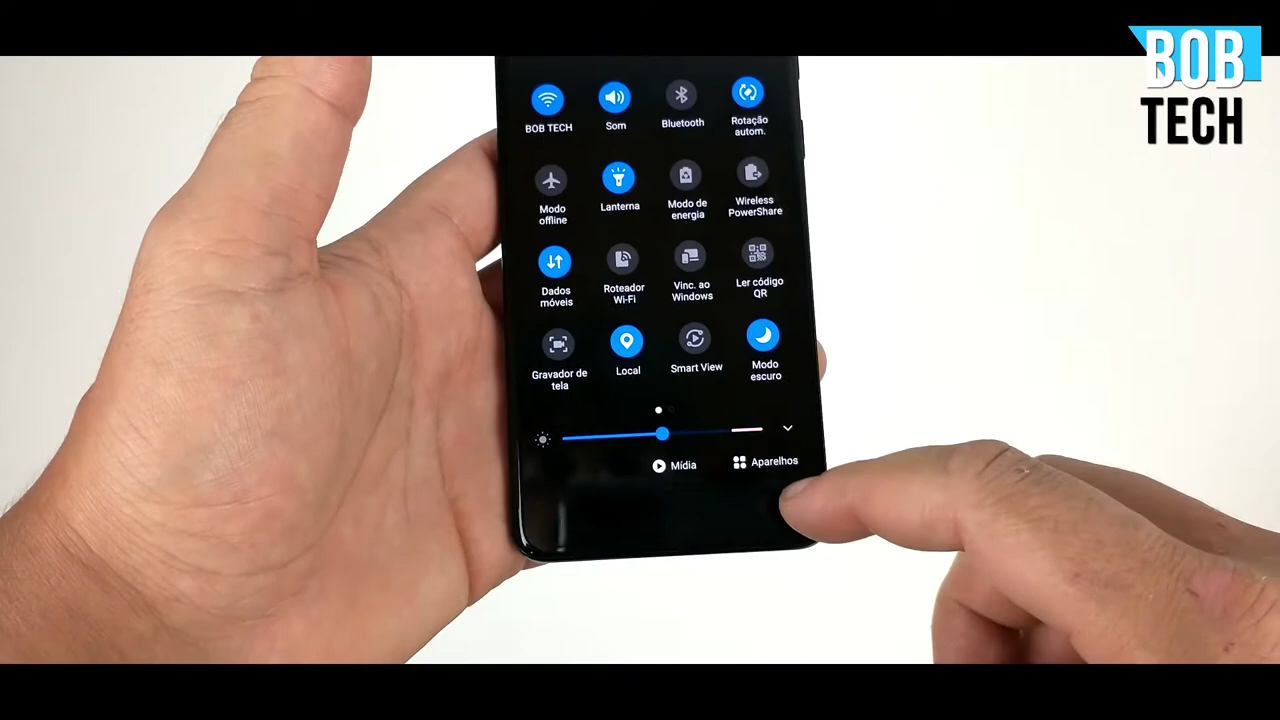 BOB
TECH
BOB TECH
Som
Bluetooth
Rotação
autom.
Modo
offline
Lanterna
Modo de
energia
Wireless
PowerShare
Dados
móveis
Roteador
Wi-Fi
Vinc. ao
Windows
Ler código
QR
Gravador de
tela
Local
Smart View
Modo
escuro
Mídia
Aparelhos